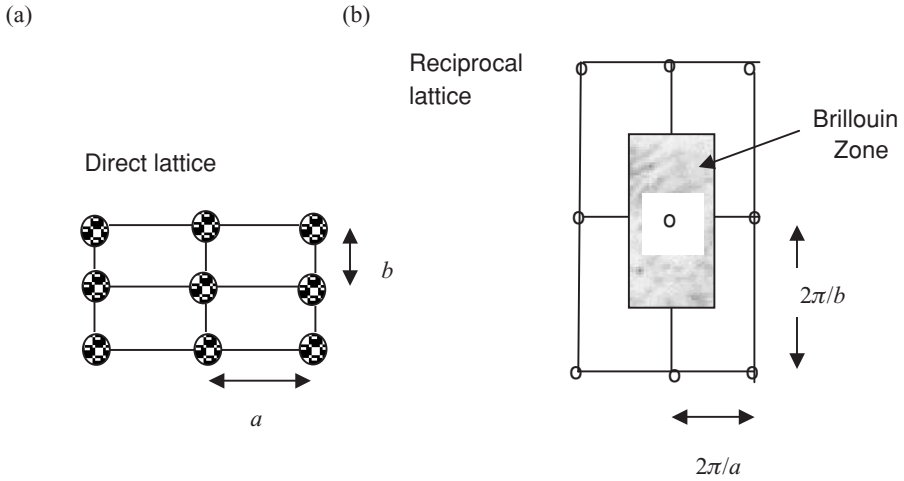 (a)
(b)
Reciprocal
lattice
Brillouin
Zone
Direct lattice
b
a
2π/b
2π/a